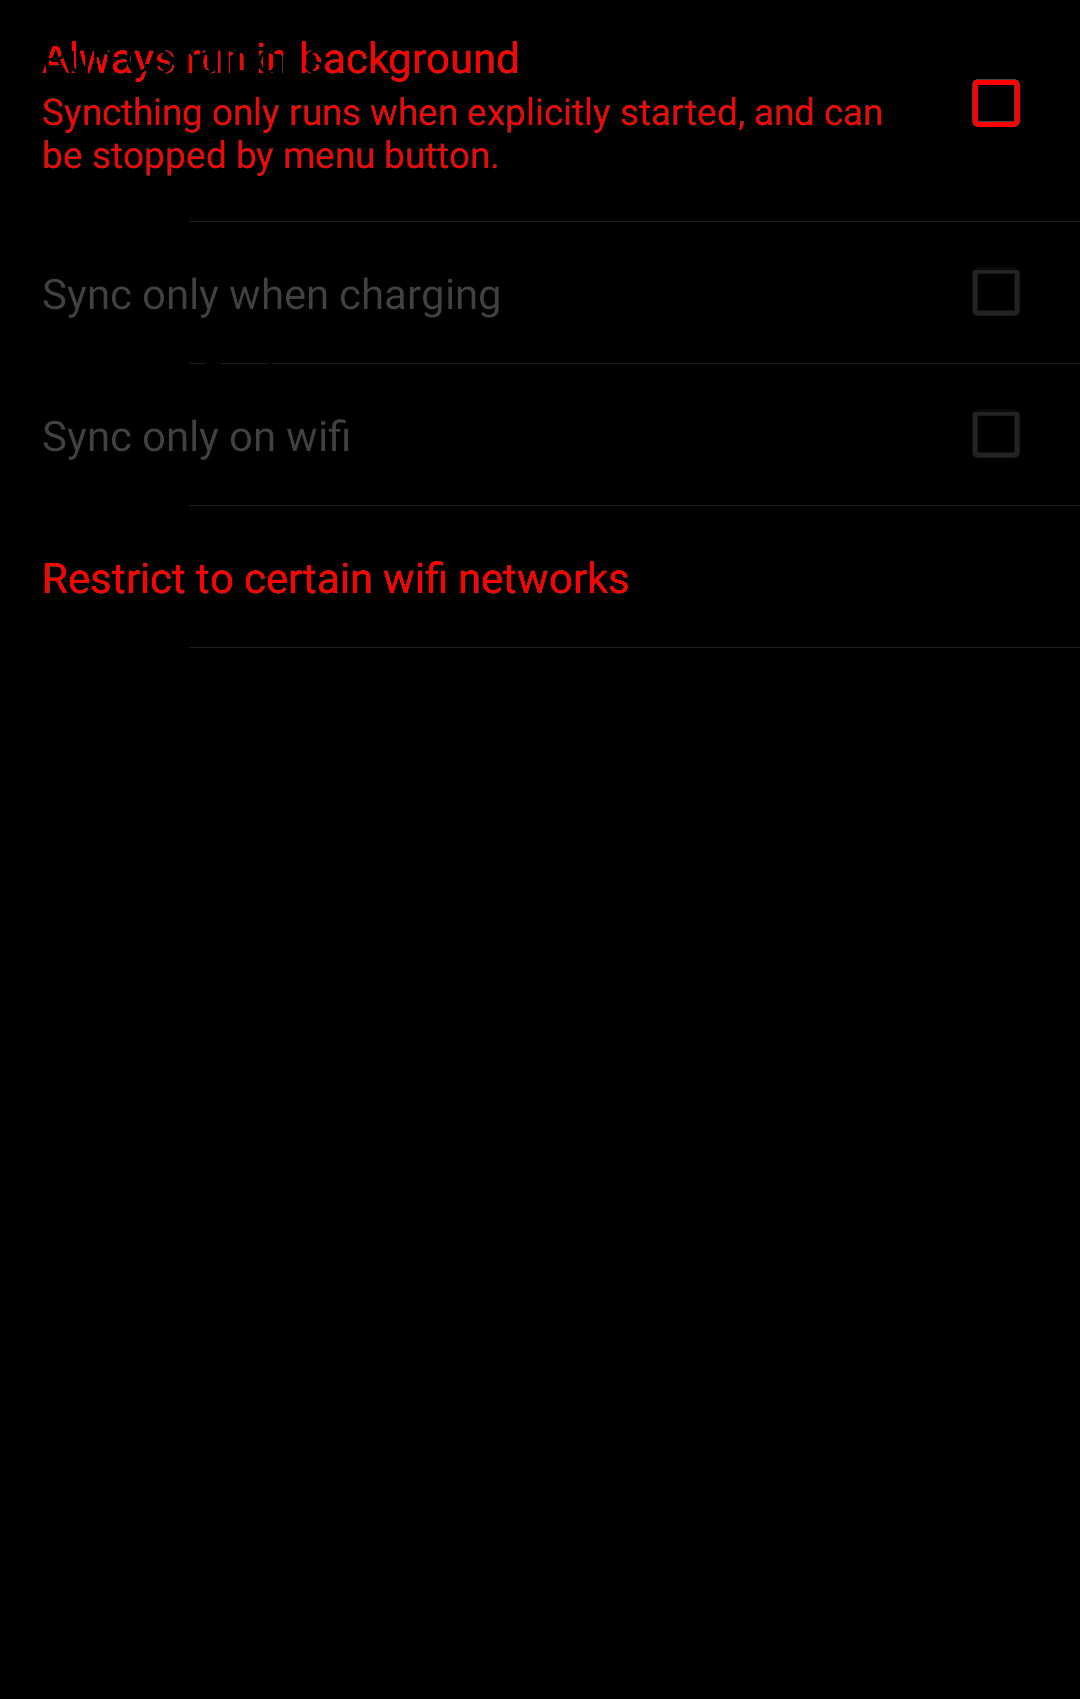 Always run in background
Syncthing only runs when explicitly started, and can
be stopped by menu button.
Sync only when charging
Sync only on wifi
Restrict to certain wifi networks